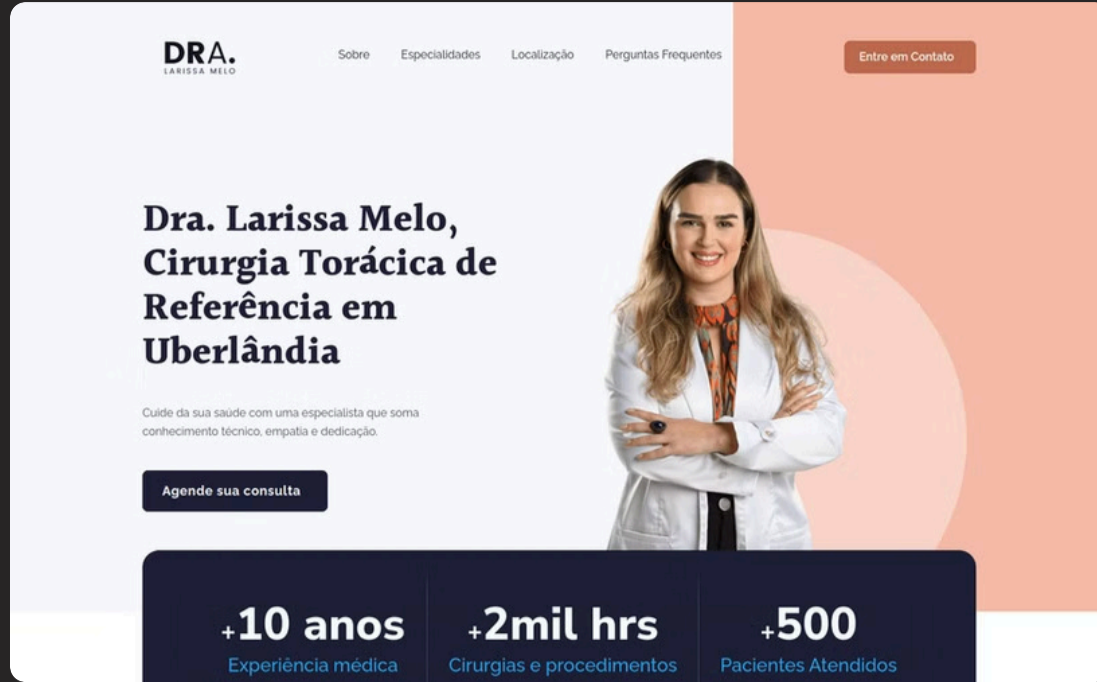 DRA.
LARISSA MELO
Sobre
Especialidades
Localização
Perguntas Frequentes
Entre em Contato
Dra. Larissa Melo,
Cirurgia Torácica de
Referência em
Uberlândia
Cuide da sua saúde com uma especialista que soma
conhecimento técnico, empatia e dedicação.
Agende sua consulta
+10 anos
Experiência médica
+2mil hrs
Cirurgias e procedimentos
+500
Pacientes Atendidos